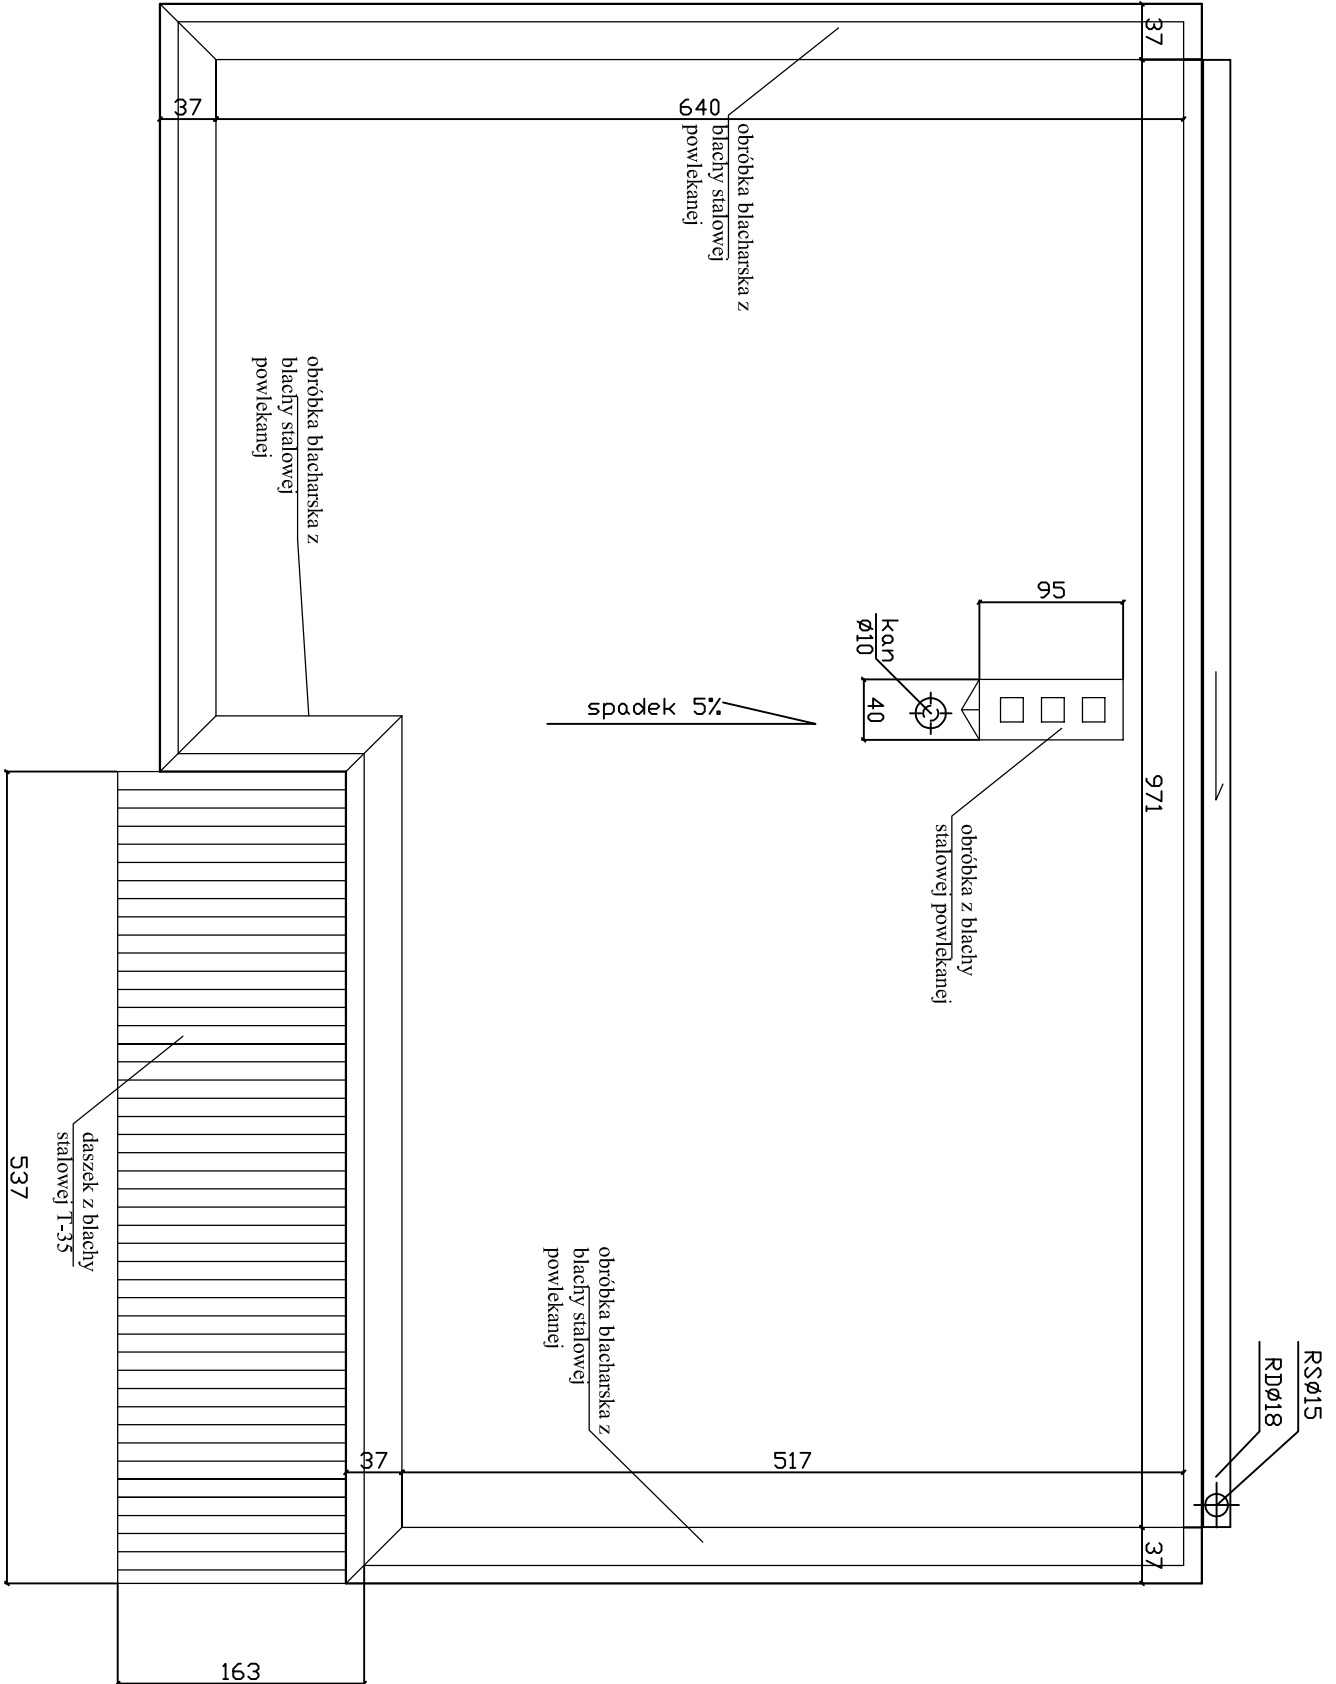 37
37
640
obróbka blacharska z
blachy stalowej
powlekanej
obróbka blacharska z
blachy stalowej
powlekanej
95
kan
ø10
40
spadek 5%
971
obróbka z blachy
stalowej powlekanej
RSø15
RDø18
obróbka blacharska z
blachy stalowej
powlekanej
37
517
37
daszek z blachy
stalowej T-35
537
163